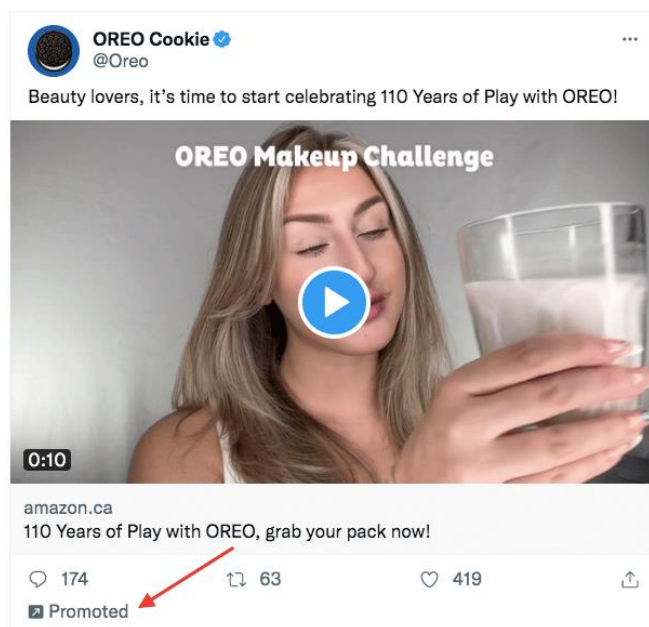 OREO Cookie
@Oreo
Beauty lovers, it's time to start celebrating 110 Years of Play with OREO!
OREO Makeup Challenge
0:10
amazon.ca
110 Years of Play with OREO, grab your pack now!
174 63 419
Promoted